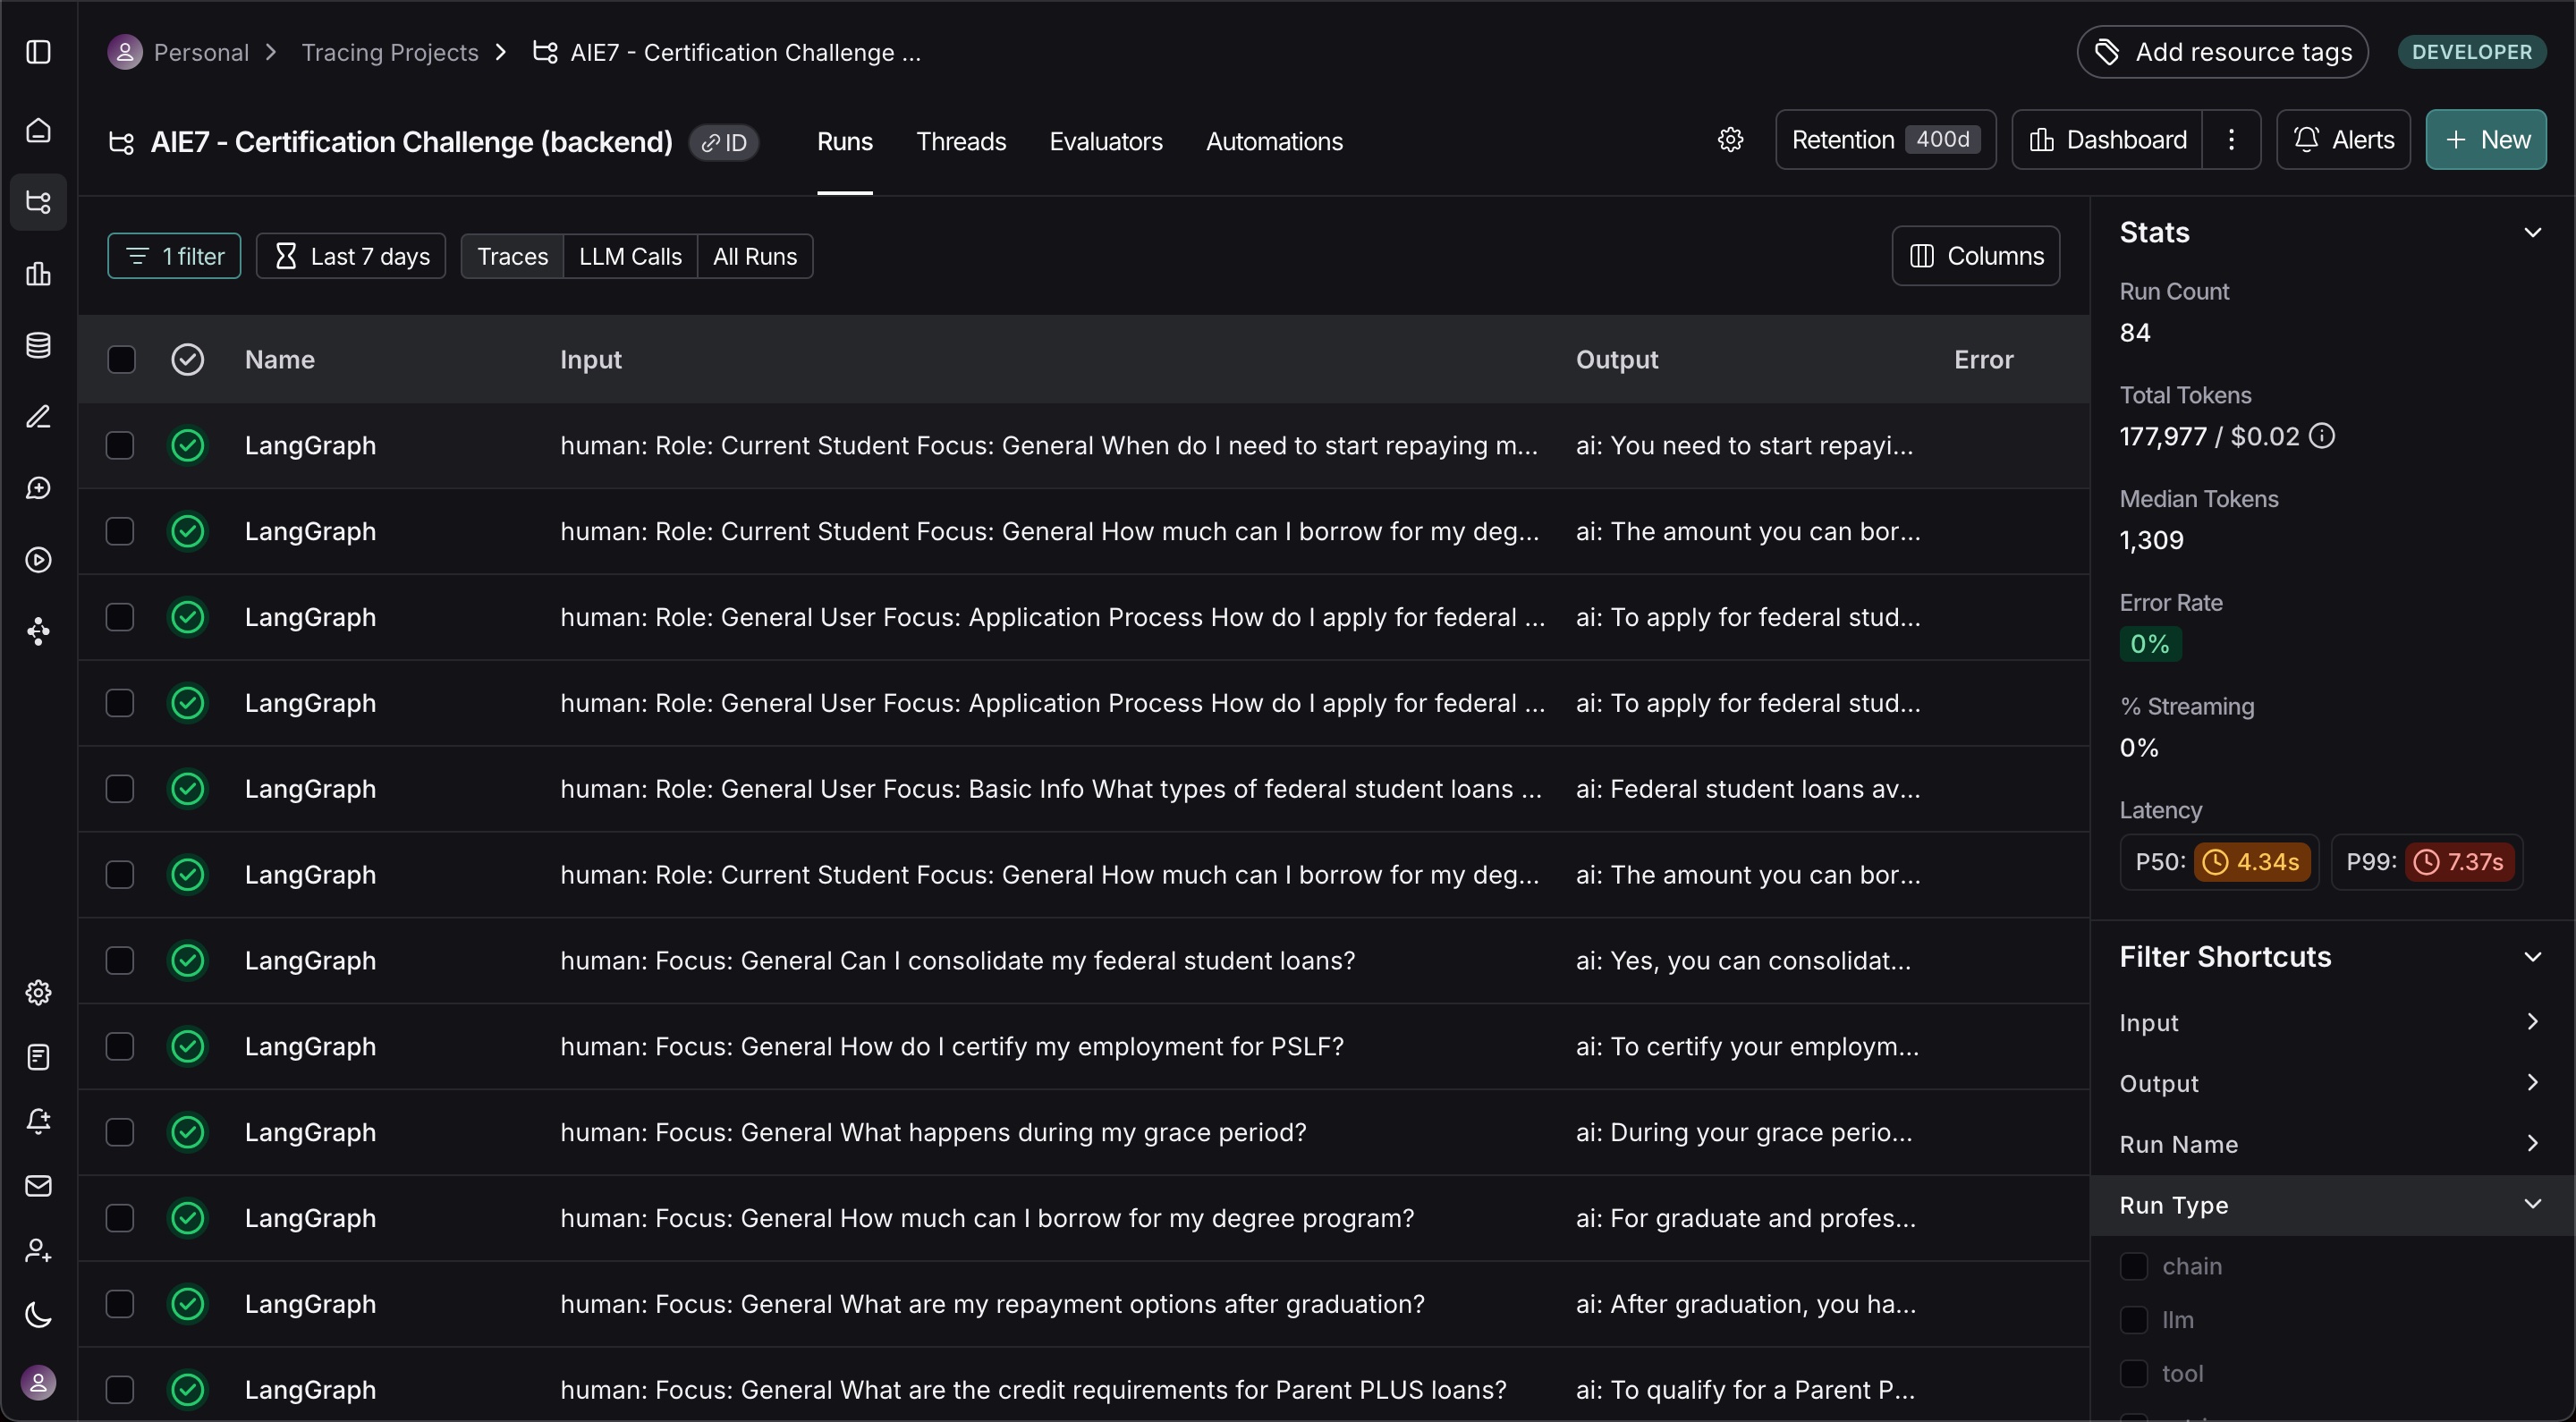 Personal > Tracing Projects > AIE7 - Certification Challenge ...
Add resource tags
DEVELOPER
AIE7 - Certification Challenge (backend)
ID
Runs
Threads
Evaluators
Automations
Retention 400d
Dashboard
Alerts
+ New
1 filter
Last 7 days
Traces
LLM Calls
All Runs
Columns
Name Input Output Error
LangGraph human: Role: Current Student Focus: General When do I need to start repaying m... ai: You need to start repayi...
LangGraph human: Role: Current Student Focus: General How much can I borrow for my deg... ai: The amount you can bor...
LangGraph human: Role: General User Focus: Application Process How do I apply for federal ... ai: To apply for federal stud...
LangGraph human: Role: General User Focus: Application Process How do I apply for federal ... ai: To apply for federal stud...
LangGraph human: Role: General User Focus: Basic Info What types of federal student loans ... ai: Federal student loans av...
LangGraph human: Role: Current Student Focus: General How much can I borrow for my deg... ai: The amount you can bor...
LangGraph human: Focus: General Can I consolidate my federal student loans? ai: Yes, you can consolidat...
LangGraph human: Focus: General How do I certify my employment for PSLF? ai: To certify your employm...
LangGraph human: Focus: General What happens during my grace period? ai: During your grace perio...
LangGraph human: Focus: General How much can I borrow for my degree program? ai: For graduate and profes...
LangGraph human: Focus: General What are my repayment options after graduation? ai: After graduation, you ha...
LangGraph human: Focus: General What are the credit requirements for Parent PLUS loans? ai: To qualify for a Parent P...
Stats
Run Count
84
Total Tokens
177,977 / $0.02
Median Tokens
1,309
Error Rate
0%
% Streaming
0%
Latency
P50: 4.34s P99: 7.37s
Filter Shortcuts
Input
Output
Run Name
Run Type
chain
llm
tool